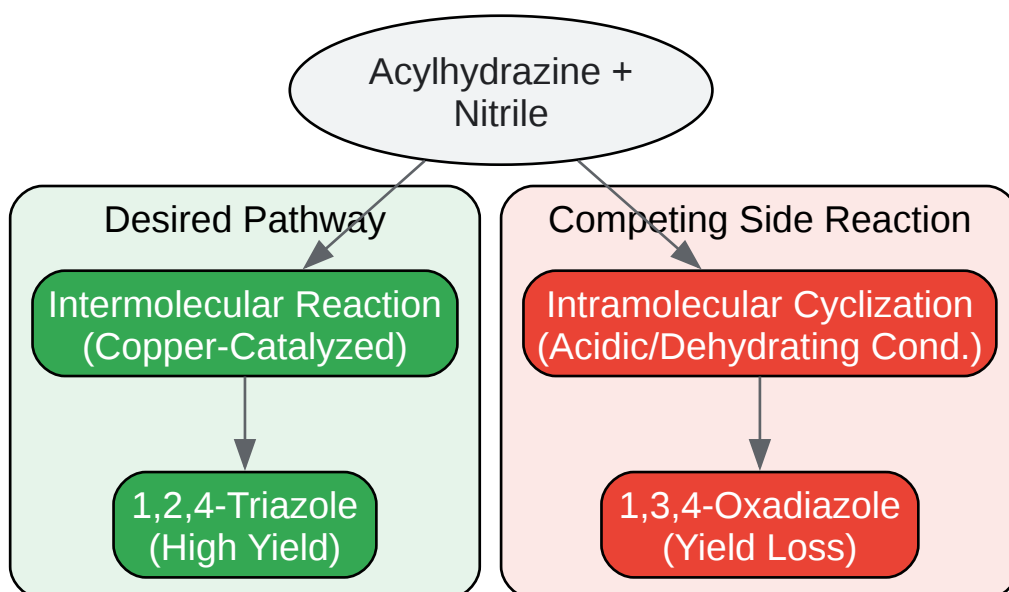 Acylhydrazine +
Nitrile
Desired Pathway
Intermolecular Reaction
(Copper-Catalyzed)
1,2,4-Triazole
(High Yield)
Competing Side Reaction
Intramolecular Cyclization
(Acidic/Dehydrating Cond.)
1,3,4-Oxadiazole
(Yield Loss)